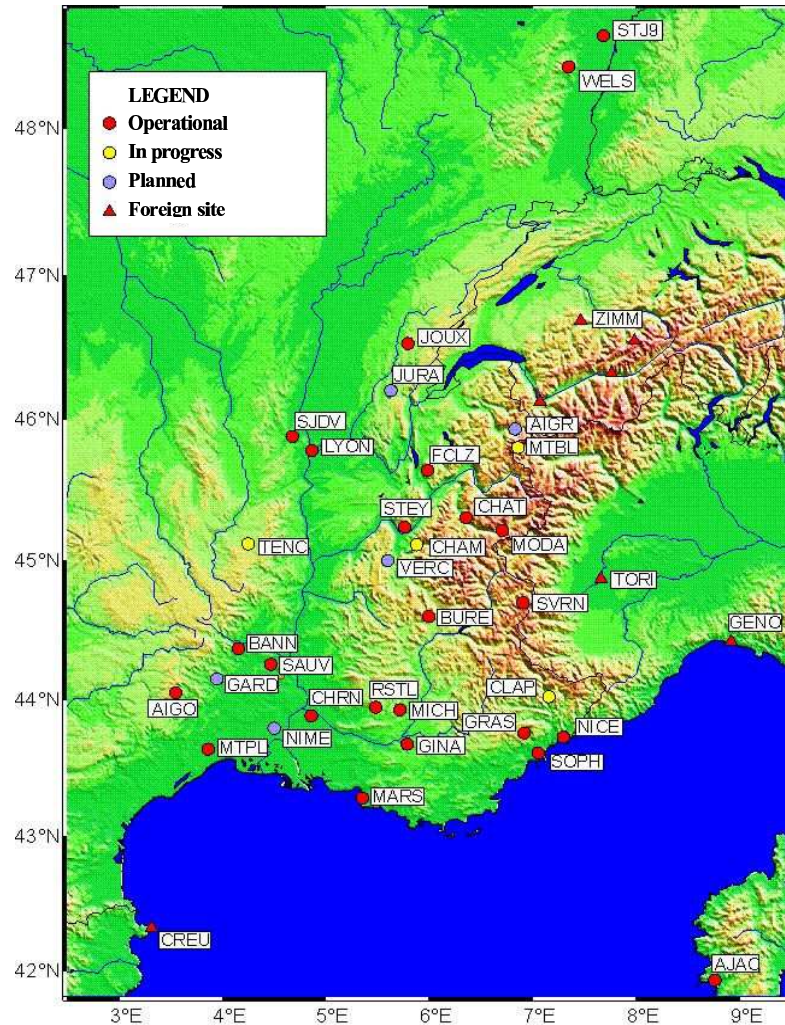 STJ9
WELS
LEGEND
Operational
In progress
Planned
Foreign site
48°N
47°N
ZIMM
JOUX
JURA
46°N
SJDV
AIGR
LYON
MTBL
FCLZ
STEY
CHAT
45°N
TENC
CHAM
MODA
VERC
TORI
SVRN
BURE
GENO
BANN
SAUV
44°N
GARD
RSTL
CLAP
AIGO
CHRN
MICH
GRAS
NICE
NIME
MTPL
GINA
SOPH
MARS
43°N
CREU
42°N
AJAC
3°E 4°E 5°E 6°E 7°E 8°E 9°E